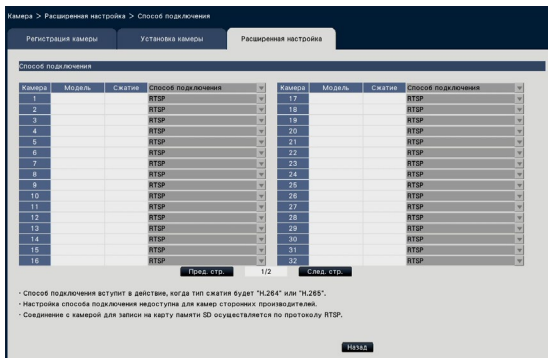 Камера > Расширенная настройка > Способ подключения
Регистрация камеры Установка камеры Расширенная настройка
Способ подключения
Камера Модель Сжатие Способ подключения Камера Модель Сжатие Способ подключения
1 RTSP 17 RTSP
2 RTSP 18 RTSP
3 RTSP 19 RTSP
4 RTSP 20 RTSP
5 RTSP 21 RTSP
6 RTSP 22 RTSP
7 RTSP 23 RTSP
8 RTSP 24 RTSP
9 RTSP 25 RTSP
10 RTSP 26 RTSP
11 RTSP 27 RTSP
12 RTSP 28 RTSP
13 RTSP 29 RTSP
14 RTSP 30 RTSP
15 RTSP 31 RTSP
16 RTSP 32 RTSP
Пред. стр. 1/2 След. стр.
· Способ подключения вступит в действие, когда тип сжатия будет "H.264" или "H.265".
· Настройка способа подключения недоступна для камер сторонних производителей.
· Соединение с камерой для записи на карту памяти SD осуществляется по протоколу RTSP.
Назад